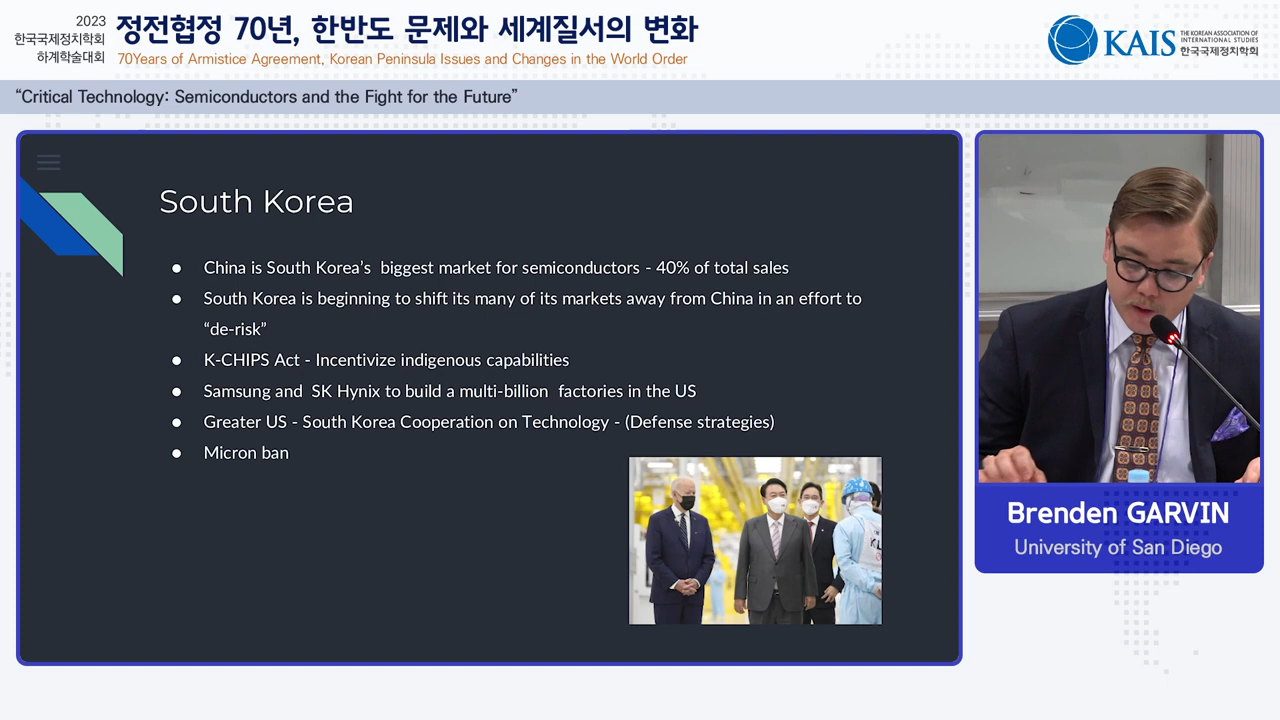 2023
한국국제정치학회
하계학술대회
정전협정 70년, 한반도 문제와 세계질서의 변화
70Years of Armistice Agreement, Korean Peninsula Issues and Changes in the World Order
KAIS
THE KOREAN ASSOCIATION OF
INTERNATIONAL STUDIES
한국국제정치학회
“Critical Technology: Semiconductors and the Fight for the Future”
South Korea
● China is South Korea’s  biggest market for semiconductors - 40% of total sales
● South Korea is beginning to shift its many of its markets away from China in an effort to
“de-risk”
● K-CHIPS Act - Incentivize indigenous capabilities
● Samsung and  SK Hynix to build a multi-billion  factories in the US
● Greater US - South Korea Cooperation on Technology - (Defense strategies)
● Micron ban
Brenden GARVIN
University of San Diego